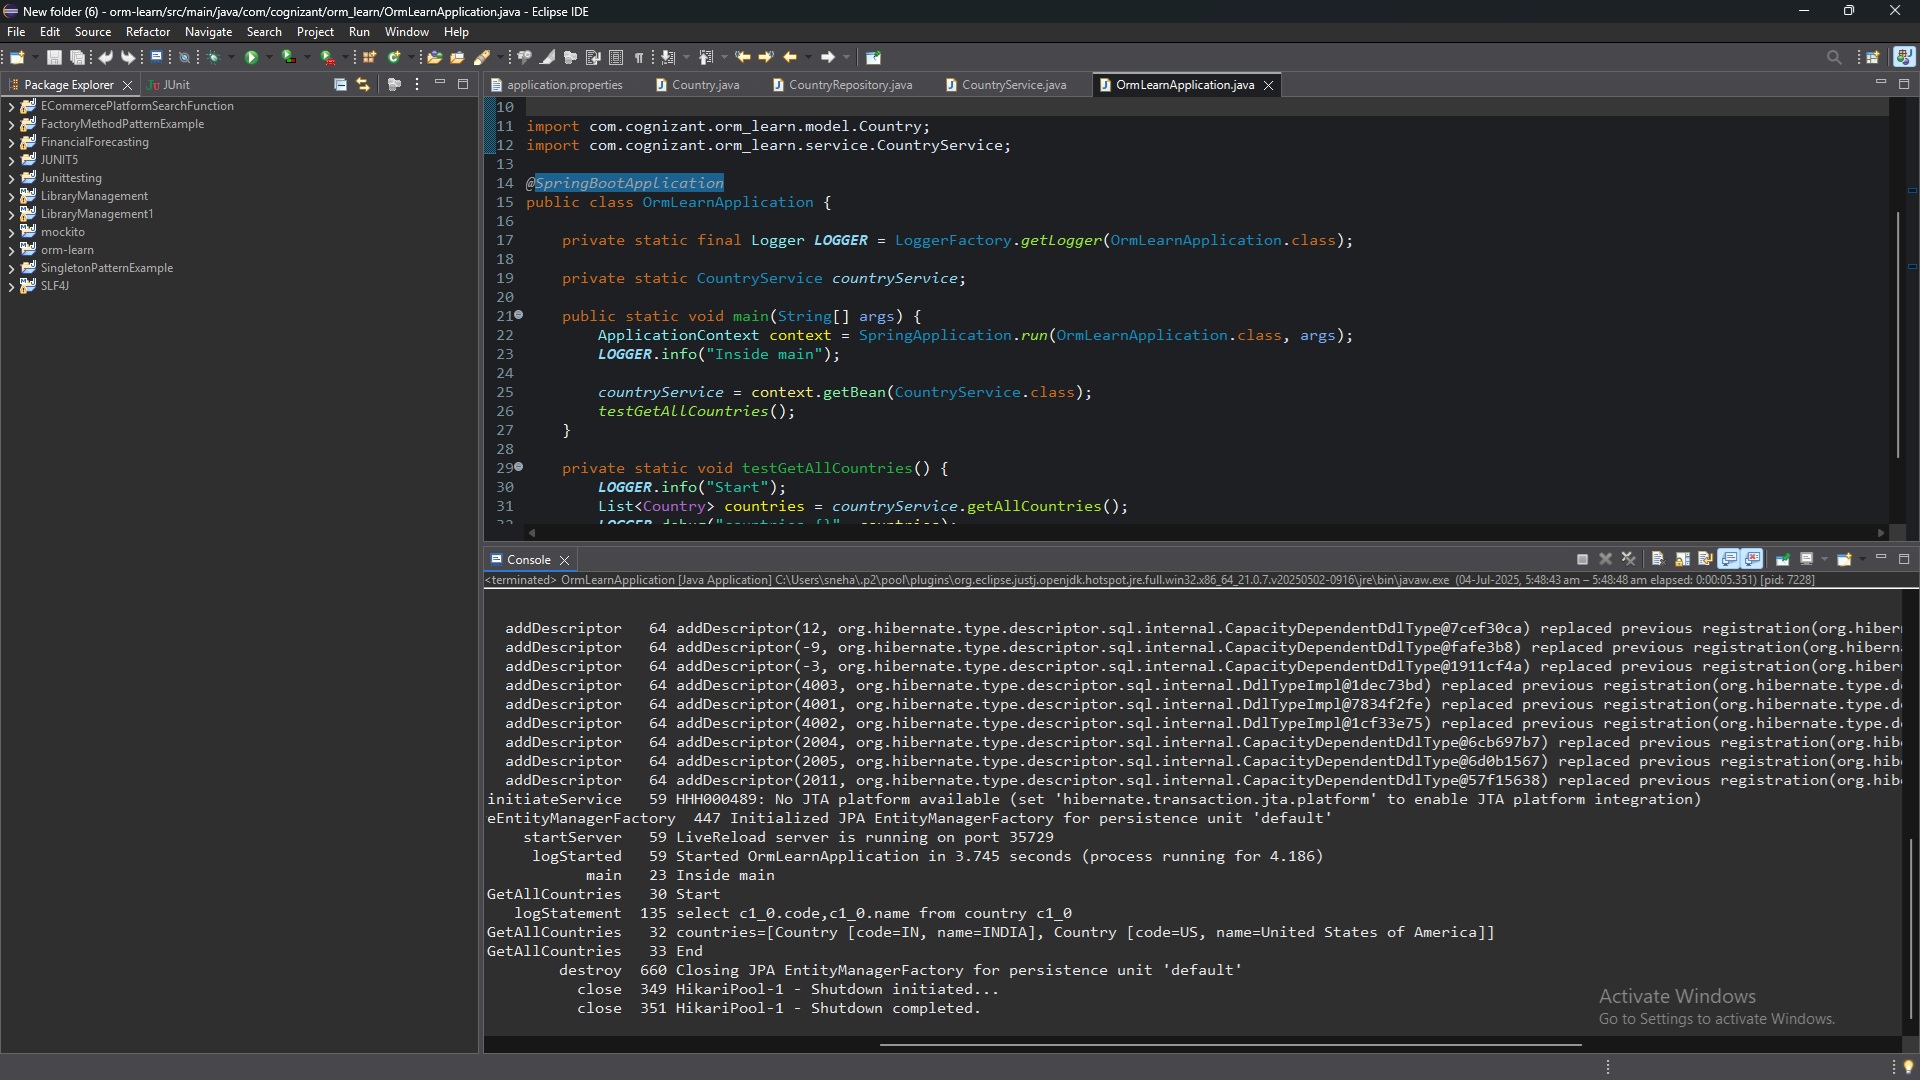 New folder (6) - orm-learn/src/main/java/com/cognizant/orm_learn/OrmLearnApplication.java - Eclipse IDE
File Edit Source Refactor Navigate Search Project Run Window Help
Package Explorer
JUnit
ECommercePlatformSearchFunction
FactoryMethodPatternExample
FinancialForecasting
JUNIT5
Junittesting
LibraryManagement
LibraryManagement1
mockito
orm-learn
SingletonPatternExample
SLF4J
application.properties Country.java CountryRepository.java CountryService.java OrmLearnApplication.java
10
11 import com.cognizant.orm_learn.model.Country;
12 import com.cognizant.orm_learn.service.CountryService;
13
14 @SpringBootApplication
15 public class OrmLearnApplication {
16
17 private static final Logger LOGGER = LoggerFactory.getLogger(OrmLearnApplication.class);
18
19 private static CountryService countryService;
20
21 public static void main(String[] args) {
22 ApplicationContext context = SpringApplication.run(OrmLearnApplication.class, args);
23 LOGGER.info("Inside main");
24
25 countryService = context.getBean(CountryService.class);
26 testGetAllCountries();
27 }
28
29 private static void testGetAllCountries() {
30 LOGGER.info("Start");
31 List<Country> countries = countryService.getAllCountries();
Console
<terminated> OrmLearnApplication [Java Application] C:\Users\sneha\.p2\pool\plugins\org.eclipse.justj.openjdk.hotspot.jre.full.win32.x86_64_21.0.7.v20250502-0916\jre\bin\javaw.exe (04-Jul-2025, 5:48:43 am – 5:48:48 am elapsed: 0:00:05.351) [pid: 7228]
addDescriptor 64 addDescriptor(12, org.hibernate.type.descriptor.sql.internal.CapacityDependentDdlType@7cef30ca) replaced previous registration(org.hiber
addDescriptor 64 addDescriptor(-9, org.hibernate.type.descriptor.sql.internal.CapacityDependentDdlType@fafe3b8) replaced previous registration(org.hibern
addDescriptor 64 addDescriptor(-3, org.hibernate.type.descriptor.sql.internal.CapacityDependentDdlType@1911cf4a) replaced previous registration(org.hiber
addDescriptor 64 addDescriptor(4003, org.hibernate.type.descriptor.sql.internal.DdlTypeImpl@1dec73bd) replaced previous registration(org.hibernate.type.d
addDescriptor 64 addDescriptor(4001, org.hibernate.type.descriptor.sql.internal.DdlTypeImpl@7834f2fe) replaced previous registration(org.hibernate.type.d
addDescriptor 64 addDescriptor(4002, org.hibernate.type.descriptor.sql.internal.DdlTypeImpl@1cf33e75) replaced previous registration(org.hibernate.type.d
addDescriptor 64 addDescriptor(2004, org.hibernate.type.descriptor.sql.internal.CapacityDependentDdlType@6cb697b7) replaced previous registration(org.hib
addDescriptor 64 addDescriptor(2005, org.hibernate.type.descriptor.sql.internal.CapacityDependentDdlType@6d0b1567) replaced previous registration(org.hib
addDescriptor 64 addDescriptor(2011, org.hibernate.type.descriptor.sql.internal.CapacityDependentDdlType@57f15638) replaced previous registration(org.hib
initiateService 59 HHH000489: No JTA platform available (set 'hibernate.transaction.jta.platform' to enable JTA platform integration)
eEntityManagerFactory 447 Initialized JPA EntityManagerFactory for persistence unit 'default'
startServer 59 LiveReload server is running on port 35729
logStarted 59 Started OrmLearnApplication in 3.745 seconds (process running for 4.186)
main 23 Inside main
GetAllCountries 30 Start
logStatement 135 select c1_0.code,c1_0.name from country c1_0
GetAllCountries 32 countries=[Country [code=IN, name=INDIA], Country [code=US, name=United States of America]]
GetAllCountries 33 End
destroy 660 Closing JPA EntityManagerFactory for persistence unit 'default'
close 349 HikariPool-1 - Shutdown initiated...
close 351 HikariPool-1 - Shutdown completed.
Activate Windows
Go to Settings to activate Windows.